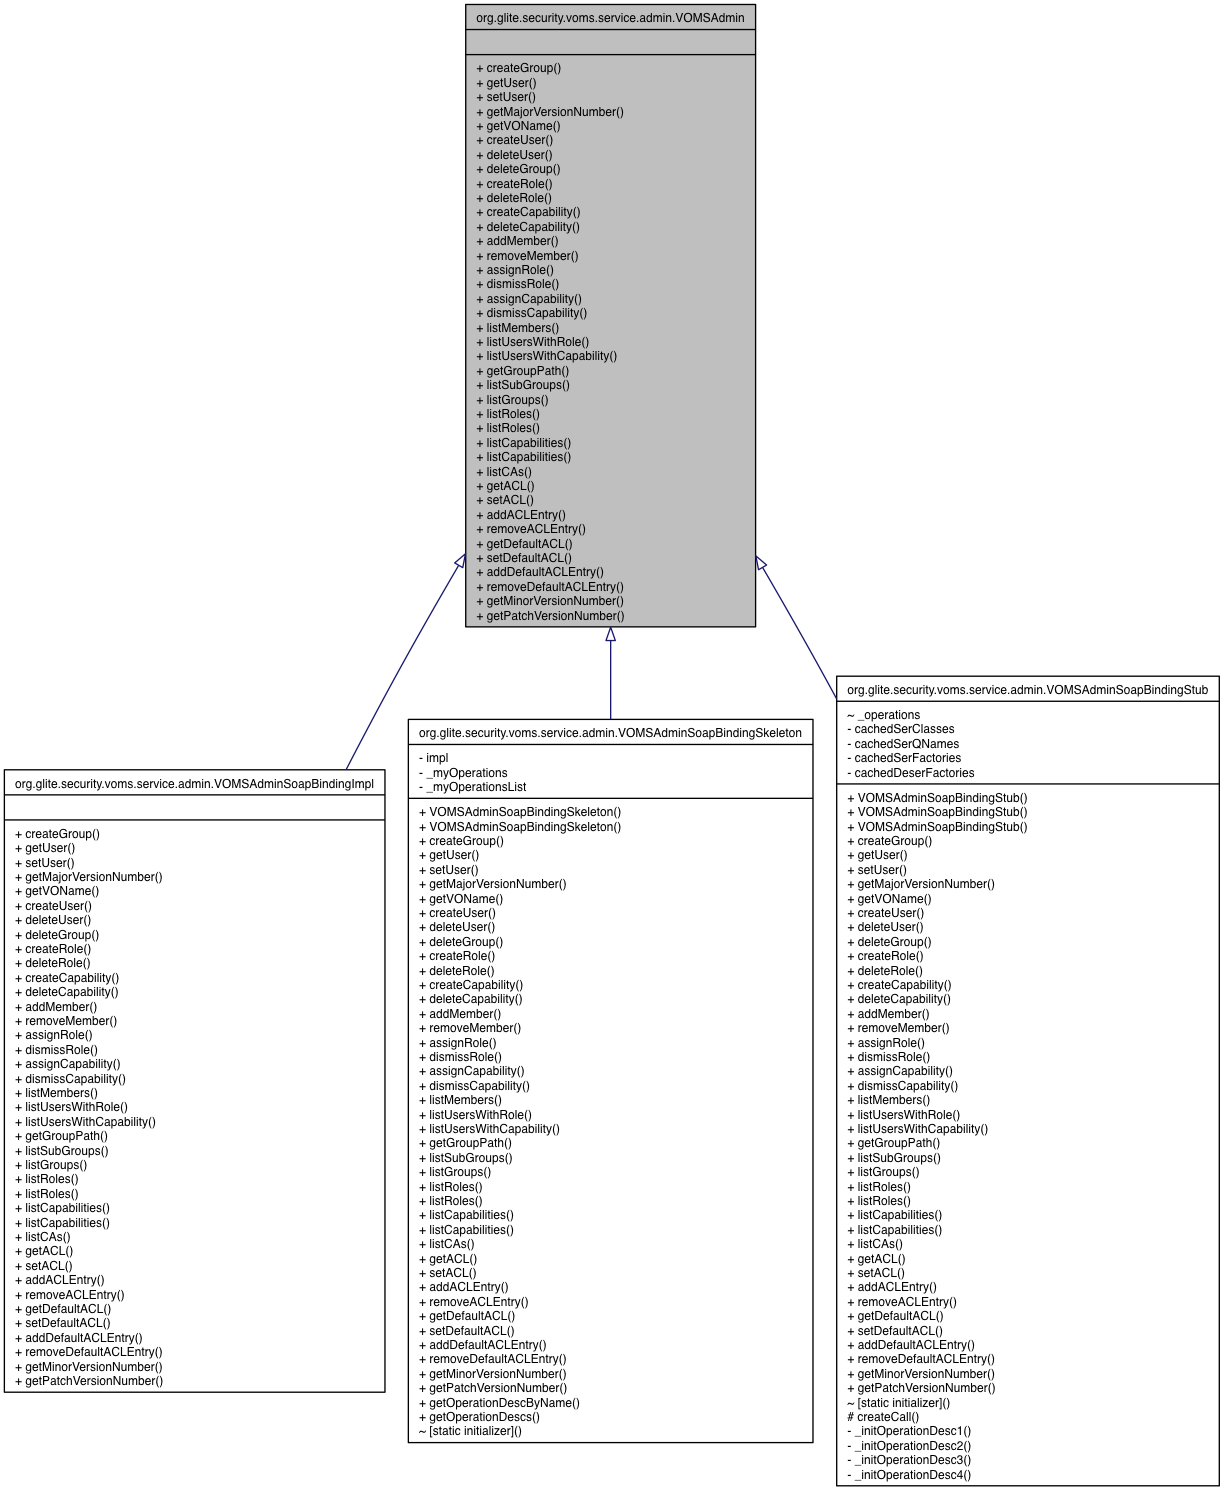 org.glite.security.voms.service.admin.VOMSAdmin
+ createGroup()
+ getUser()
+ setUser()
+ getMajorVersionNumber()
+ getVOName()
+ createUser()
+ deleteUser()
+ deleteGroup()
+ createRole()
+ deleteRole()
+ createCapability()
+ deleteCapability()
+ addMember()
+ removeMember()
+ assignRole()
+ dismissRole()
+ assignCapability()
+ dismissCapability()
+ listMembers()
+ listUsersWithRole()
+ listUsersWithCapability()
+ getGroupPath()
+ listSubGroups()
+ listGroups()
+ listRoles()
+ listRoles()
+ listCapabilities()
+ listCapabilities()
+ listCAs()
+ getACL()
+ setACL()
+ addACLEntry()
+ removeACLEntry()
+ getDefaultACL()
+ setDefaultACL()
+ addDefaultACLEntry()
+ removeDefaultACLEntry()
+ getMinorVersionNumber()
+ getPatchVersionNumber()
org.glite.security.voms.service.admin.VOMSAdminSoapBindingImpl
+ createGroup()
+ getUser()
+ setUser()
+ getMajorVersionNumber()
+ getVOName()
+ createUser()
+ deleteUser()
+ deleteGroup()
+ createRole()
+ deleteRole()
+ createCapability()
+ deleteCapability()
+ addMember()
+ removeMember()
+ assignRole()
+ dismissRole()
+ assignCapability()
+ dismissCapability()
+ listMembers()
+ listUsersWithRole()
+ listUsersWithCapability()
+ getGroupPath()
+ listSubGroups()
+ listGroups()
+ listRoles()
+ listRoles()
+ listCapabilities()
+ listCapabilities()
+ listCAs()
+ getACL()
+ setACL()
+ addACLEntry()
+ removeACLEntry()
+ getDefaultACL()
+ setDefaultACL()
+ addDefaultACLEntry()
+ removeDefaultACLEntry()
+ getMinorVersionNumber()
+ getPatchVersionNumber()
org.glite.security.voms.service.admin.VOMSAdminSoapBindingSkeleton
- impl
- _myOperations
- _myOperationsList
+ VOMSAdminSoapBindingSkeleton()
+ VOMSAdminSoapBindingSkeleton()
+ createGroup()
+ getUser()
+ setUser()
+ getMajorVersionNumber()
+ getVOName()
+ createUser()
+ deleteUser()
+ deleteGroup()
+ createRole()
+ deleteRole()
+ createCapability()
+ deleteCapability()
+ addMember()
+ removeMember()
+ assignRole()
+ dismissRole()
+ assignCapability()
+ dismissCapability()
+ listMembers()
+ listUsersWithRole()
+ listUsersWithCapability()
+ getGroupPath()
+ listSubGroups()
+ listGroups()
+ listRoles()
+ listRoles()
+ listCapabilities()
+ listCapabilities()
+ listCAs()
+ getACL()
+ setACL()
+ addACLEntry()
+ removeACLEntry()
+ getDefaultACL()
+ setDefaultACL()
+ addDefaultACLEntry()
+ removeDefaultACLEntry()
+ getMinorVersionNumber()
+ getPatchVersionNumber()
+ getOperationDescByName()
+ getOperationDescs()
~ [static initializer]()
org.glite.security.voms.service.admin.VOMSAdminSoapBindingStub
~ _operations
- cachedSerClasses
- cachedSerQNames
- cachedSerFactories
- cachedDeserFactories
+ VOMSAdminSoapBindingStub()
+ VOMSAdminSoapBindingStub()
+ VOMSAdminSoapBindingStub()
+ createGroup()
+ getUser()
+ setUser()
+ getMajorVersionNumber()
+ getVOName()
+ createUser()
+ deleteUser()
+ deleteGroup()
+ createRole()
+ deleteRole()
+ createCapability()
+ deleteCapability()
+ addMember()
+ removeMember()
+ assignRole()
+ dismissRole()
+ assignCapability()
+ dismissCapability()
+ listMembers()
+ listUsersWithRole()
+ listUsersWithCapability()
+ getGroupPath()
+ listSubGroups()
+ listGroups()
+ listRoles()
+ listRoles()
+ listCapabilities()
+ listCapabilities()
+ listCAs()
+ getACL()
+ setACL()
+ addACLEntry()
+ removeACLEntry()
+ getDefaultACL()
+ setDefaultACL()
+ addDefaultACLEntry()
+ removeDefaultACLEntry()
+ getMinorVersionNumber()
+ getPatchVersionNumber()
~ [static initializer]()
# createCall()
- _initOperationDesc1()
- _initOperationDesc2()
- _initOperationDesc3()
- _initOperationDesc4()